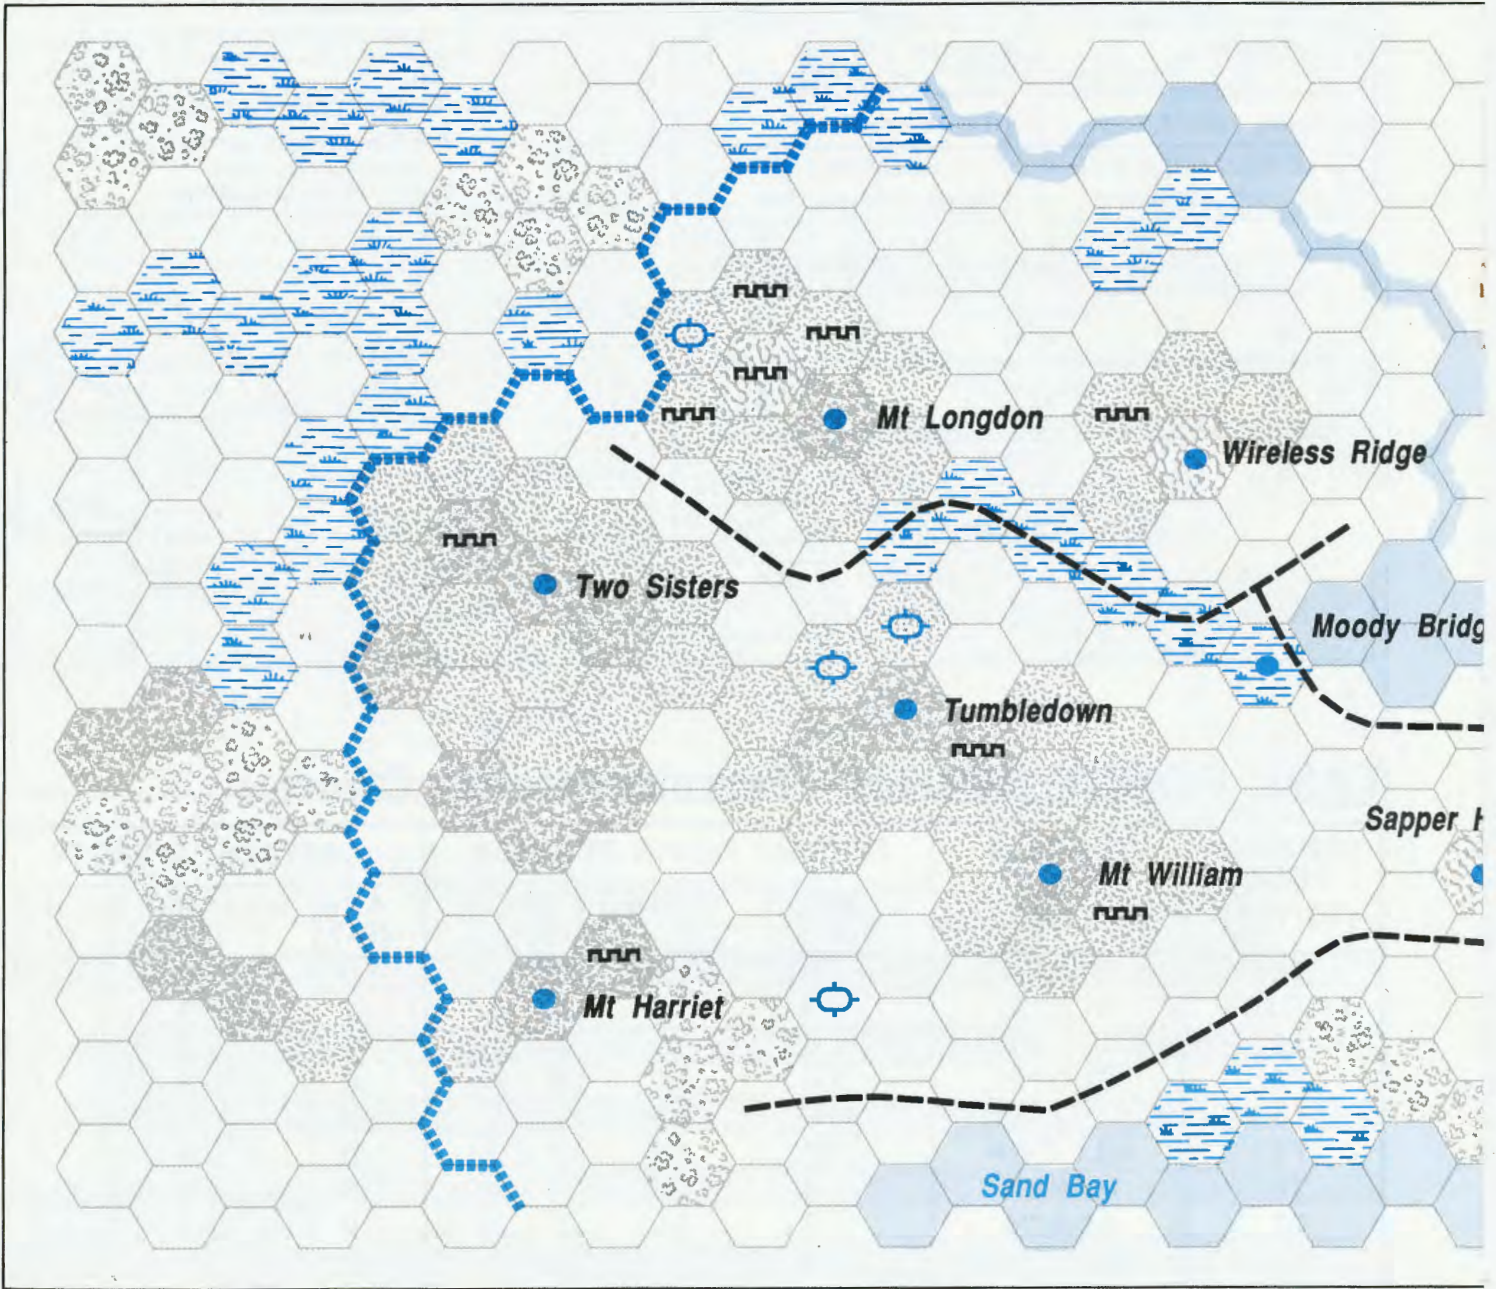 Mt Longdon
Wireless Ridge
Two Sisters
Moody Bridg
Tumbledown
Sapper
Mt William
Mt Harriet
Sand Bay